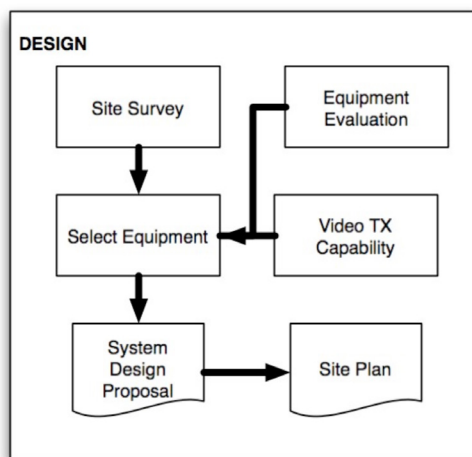 DESIGN
Site Survey
Equipment
Evaluation
Select Equipment
Video TX
Capability
System
Design
Proposal
Site Plan